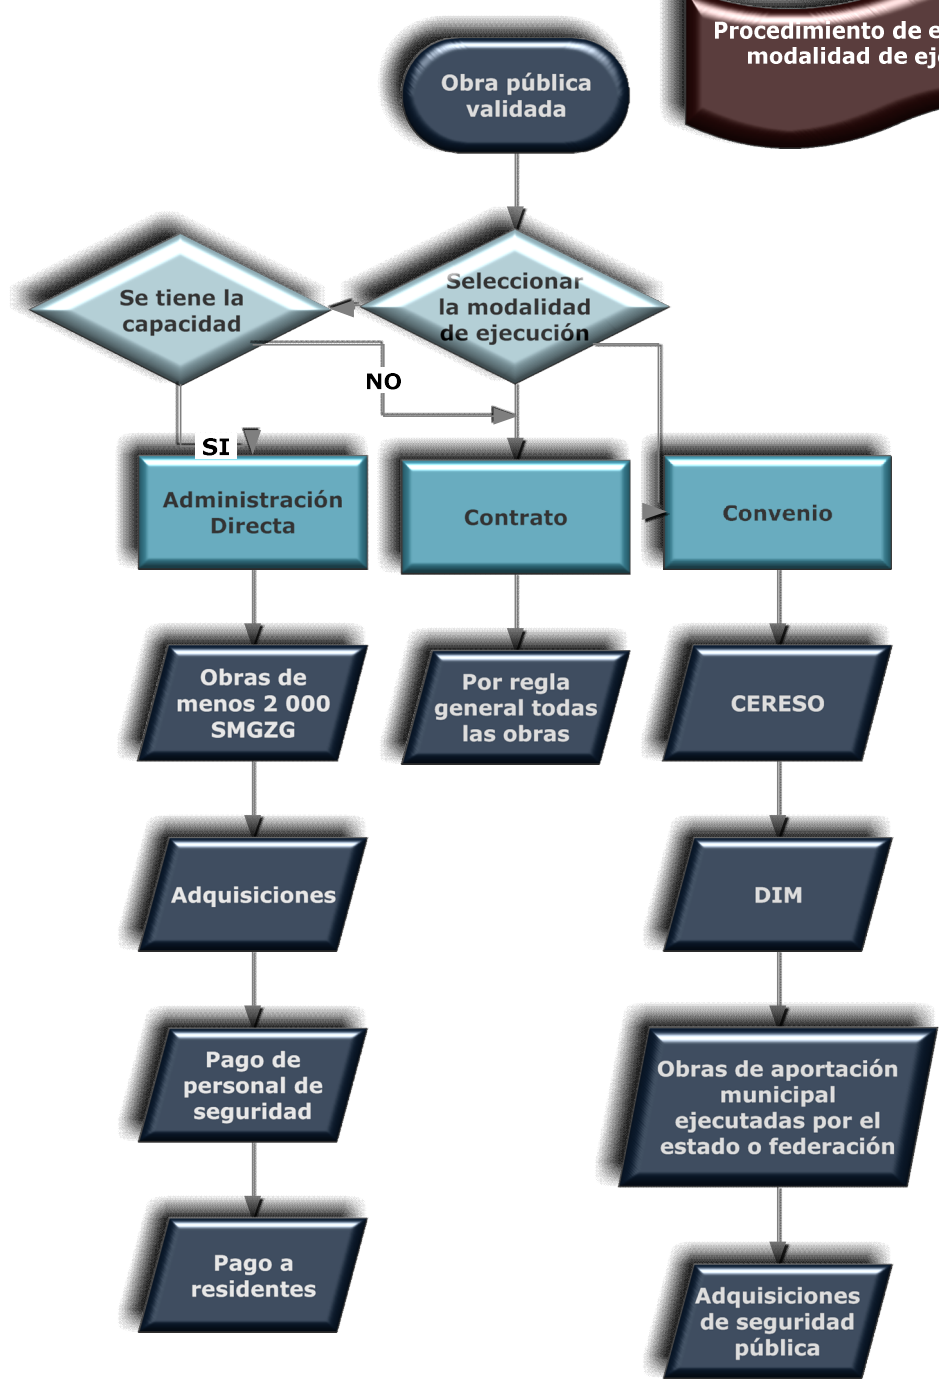 Procedimiento de e
modalidad de eje
Obra pública
validada
Seleccionar
la modalidad
de ejecución
Se tiene la
capacidad
NO
SI
Administración
Directa
Contrato
Convenio
Obras de
menos 2 000
SMGZG
Por regla
general todas
las obras
CERESO
Adquisiciones
DIM
Pago de
personal de
seguridad
Obras de aportación
municipal
ejecutadas por el
estado o federación
Pago a
residentes
Adquisiciones
de seguridad
pública